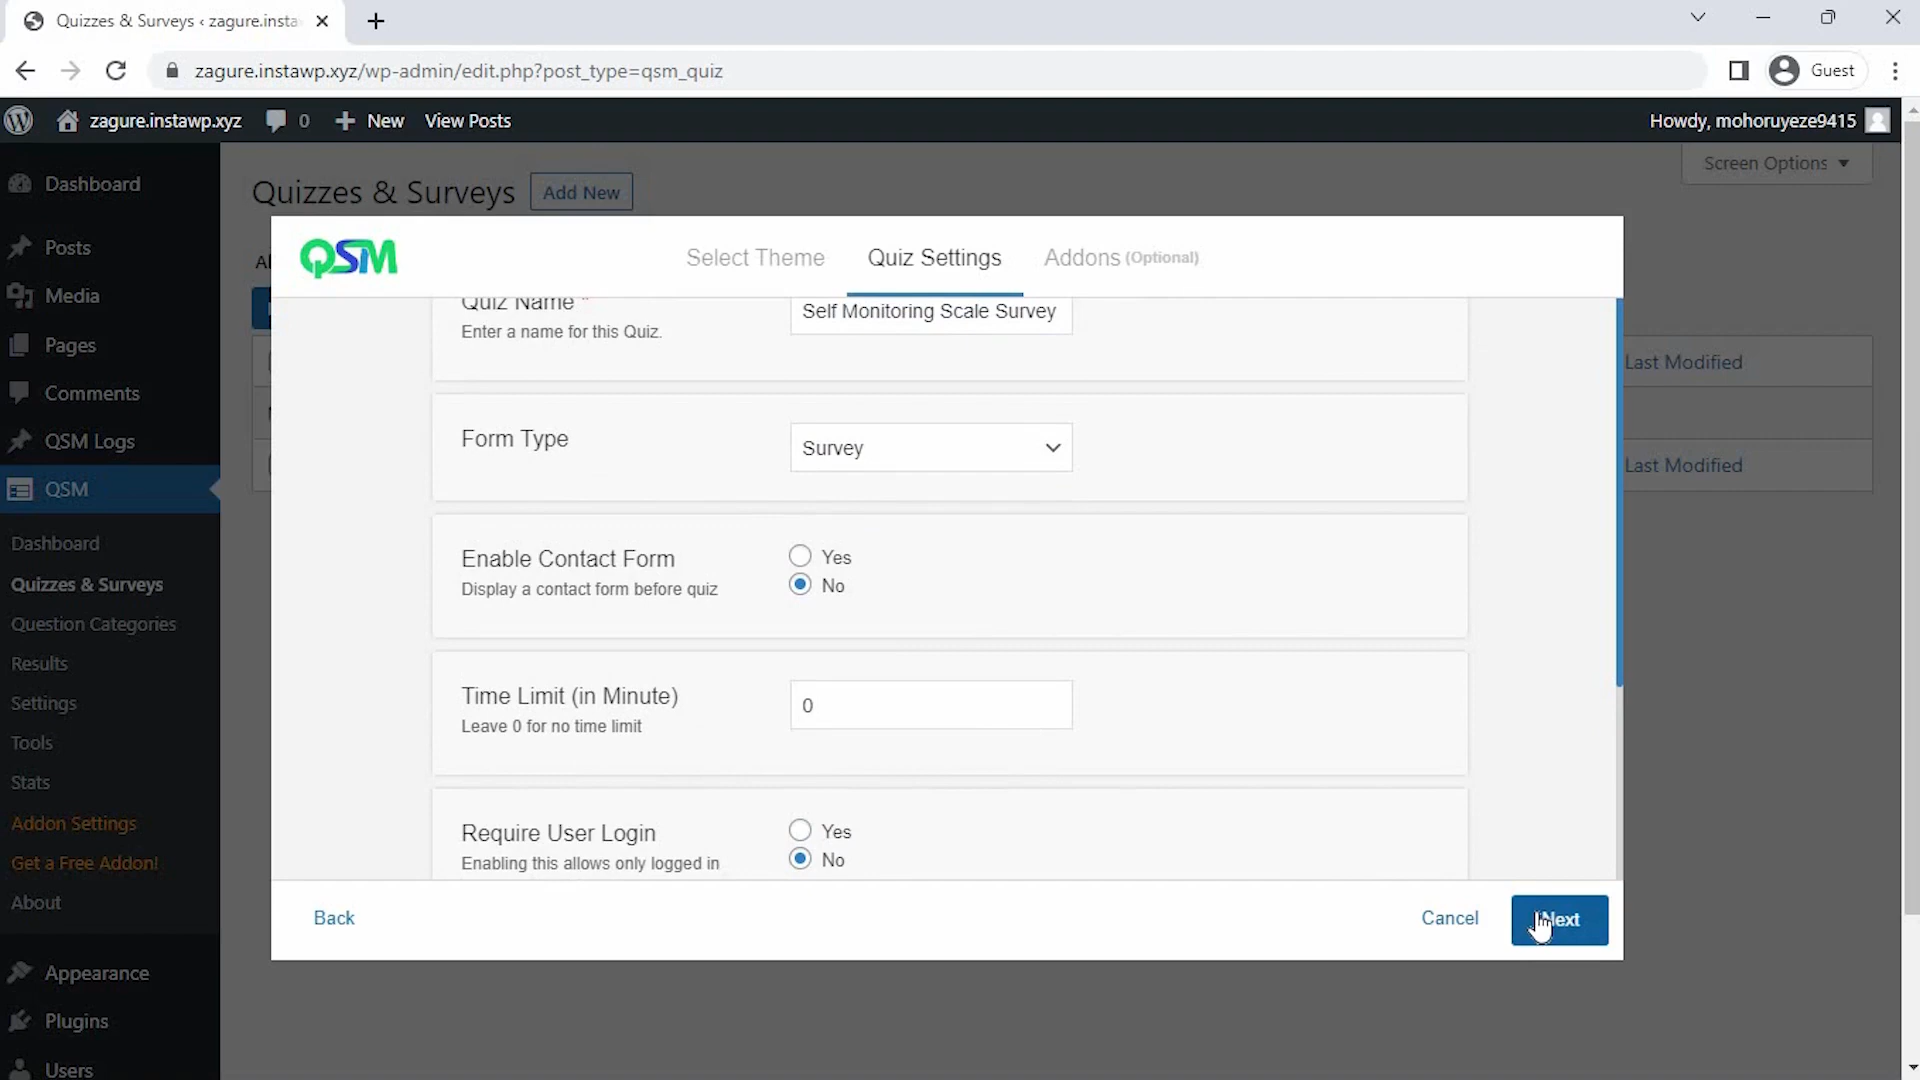 Quizzes & Surveys ‹ zagure.insta
zagure.instawp.xyz/wp-admin/edit.php?post_type=qsm_quiz
Guest
zagure.instawp.xyz
0
New
View Posts
Howdy, mohoruyeze9415
Screen Options
Dashboard
Posts
Media
Pages
Comments
QSM Logs
QSM
Dashboard
Quizzes & Surveys
Question Categories
Results
Settings
Tools
Stats
Addon Settings
Get a Free Addon!
About
Appearance
Plugins
Users
Quizzes & Surveys
Add New
QSM
Select Theme
Quiz Settings
Addons (Optional)
Quiz Name *
Enter a name for this Quiz.
Self Monitoring Scale Survey
Form Type
Survey
Enable Contact Form
Display a contact form before quiz
Yes
No
Time Limit (in Minute)
Leave 0 for no time limit
0
Require User Login
Enabling this allows only logged in
Yes
No
Back
Cancel
Next
Last Modified
Last Modified